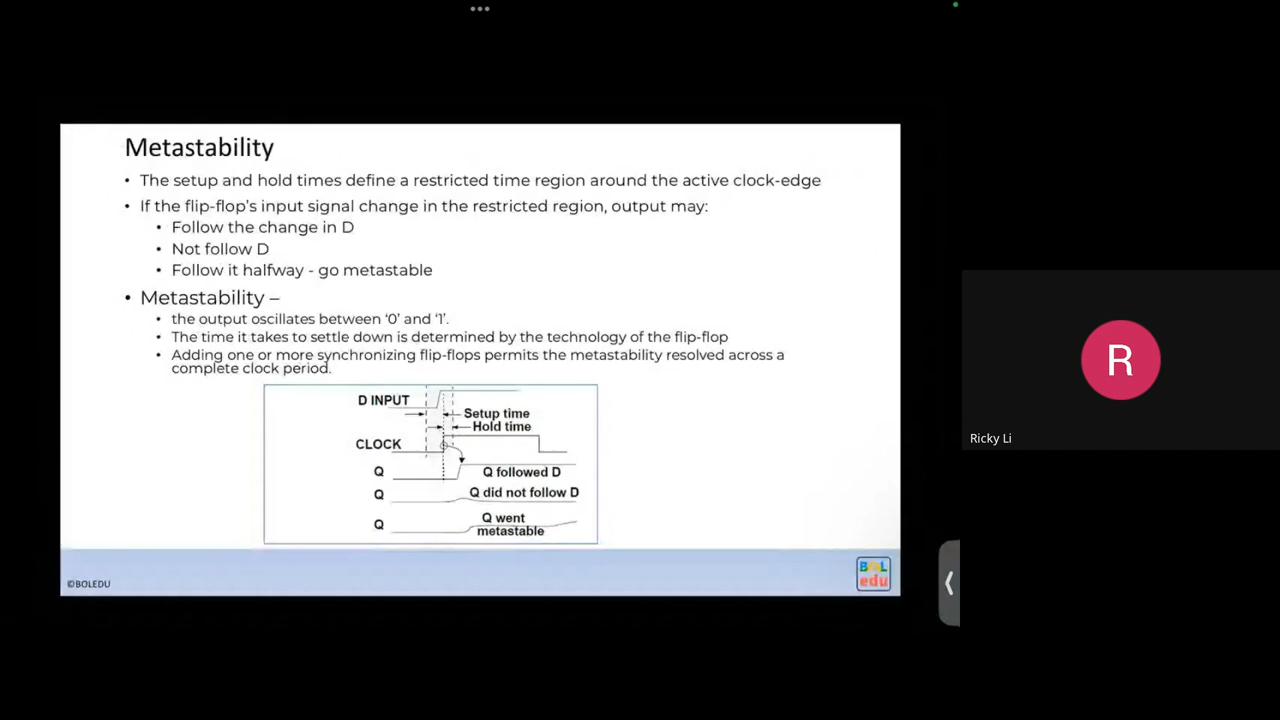 Metastability
• The setup and hold times define a restricted time region around the active clock-edge
• If the flip-flop's input signal change in the restricted region, output may:
• Follow the change in D
• Not follow D
• Follow it halfway - go metastable
• Metastability –
• the output oscillates between ‘0’ and ‘1’.
• The time it takes to settle down is determined by the technology of the flip-flop
• Adding one or more synchronizing flip-flops permits the metastability resolved across a
complete clock period.
D INPUT
Setup time
Hold time
CLOCK
Q
Q followed D
Q
Q did not follow D
Q
Q went
metastable
©BOLEDU
BOL
edu
R
Ricky Li